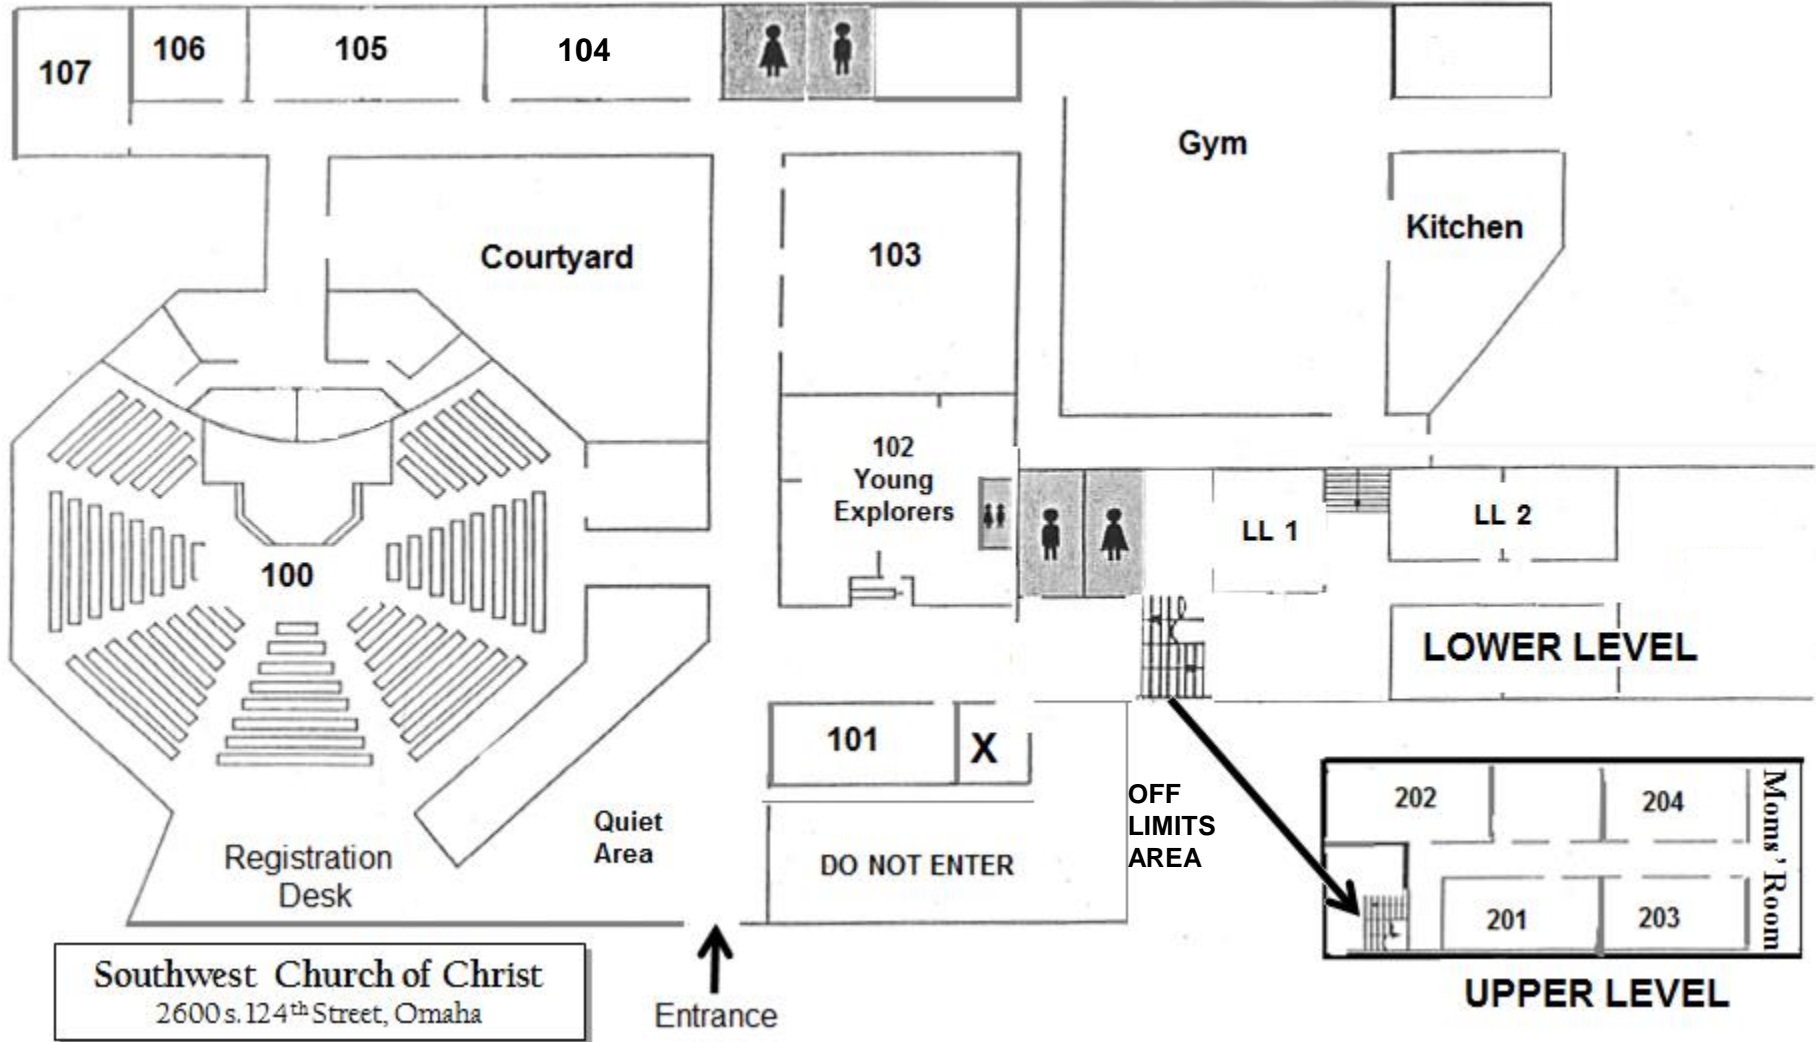 107
106
105
104
Gym
Kitchen
Courtyard
103
102
Young
Explorers
LL 1
LL 2
100
LOWER LEVEL
101
X
OFF
LIMITS
AREA
Quiet
Area
Registration
Desk
DO NOT ENTER
202
204
201
203
Moms' Room
UPPER LEVEL
Southwest Church of Christ
2600 s. 124th Street, Omaha
Entrance